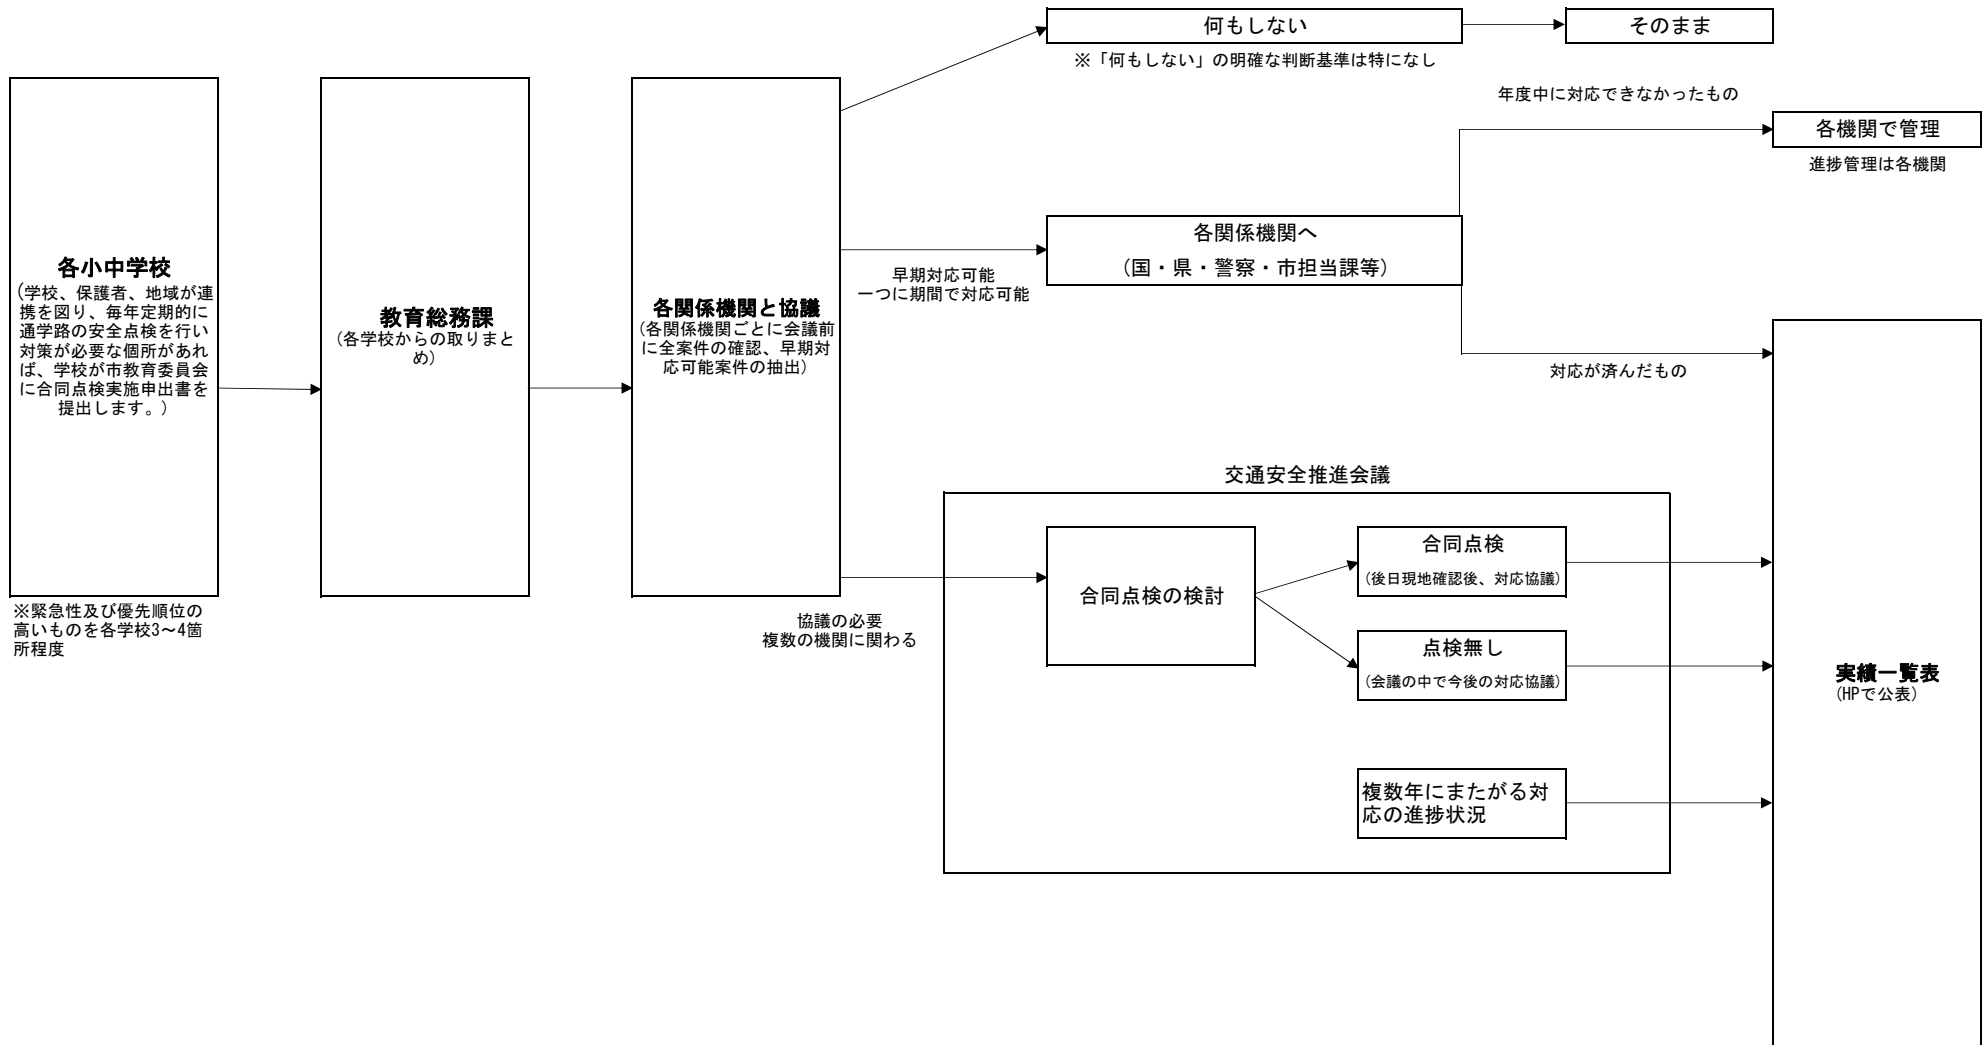 何もしない
そのまま
※「何もしない」の明確な判断基準は特になし
年度中に対応できなかったもの
各機関で管理
進捗管理は各機関
各小中学校
(学校、保護者、地域が連
携を図り、毎年定期的に
通学路の安全点検を行い
対策が必要な個所があれ
ば、学校が市教育委員会
に合同点検実施申出書を
提出します。)
※緊急性及び優先順位の
高いものを各学校3~4箇
所程度
教育総務課
(各学校からの取りまと
め)
各関係機関と協議
(各関係機関ごとに会議前
に全案件の確認、早期対
応可能案件の抽出)
早期対応可能
一つに期間で対応可能
各関係機関へ
(国・県・警察・市担当課等)
対応が済んだもの
協議の必要
複数の機関に関わる
交通安全推進会議
合同点検の検討
合同点検
(後日現地確認後、対応協議)
点検無し
(会議の中で今後の対応協議)
複数年にまたがる対
応の進捗状況
実績一覧表
(HPで公表)